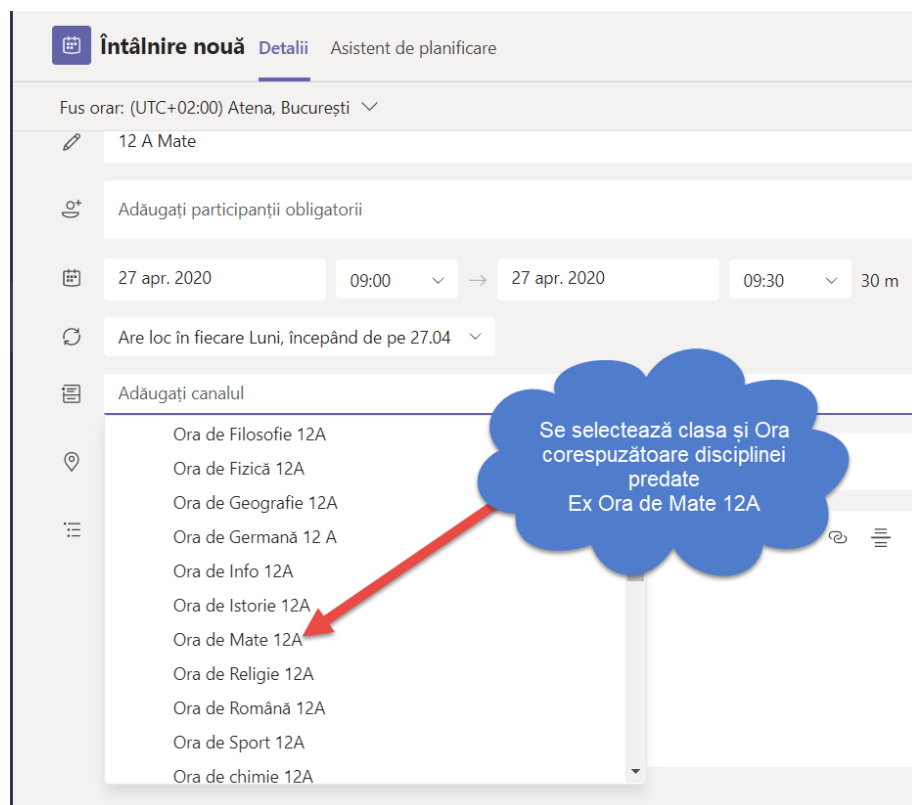 Întâlnire nouă Detalii Asistent de planificare
Fus orar: (UTC+02:00) Atena, București
12 A Mate
Adăugați participanții obligatorii
27 apr. 2020 09:00 → 27 apr. 2020 09:30 30 m
Are loc în fiecare Luni, începând de pe 27.04
Adăugați canalul
Ora de Filosofie 12A
Ora de Fizică 12A
Ora de Geografie 12A
Ora de Germană 12 A
Ora de Info 12A
Ora de Istorie 12A
Ora de Mate 12A
Ora de Religie 12A
Ora de Română 12A
Ora de Sport 12A
Ora de chimie 12A
Se selectează clasa și Ora
corespuzătoare disciplinei
predate
Ex Ora de Mate 12A